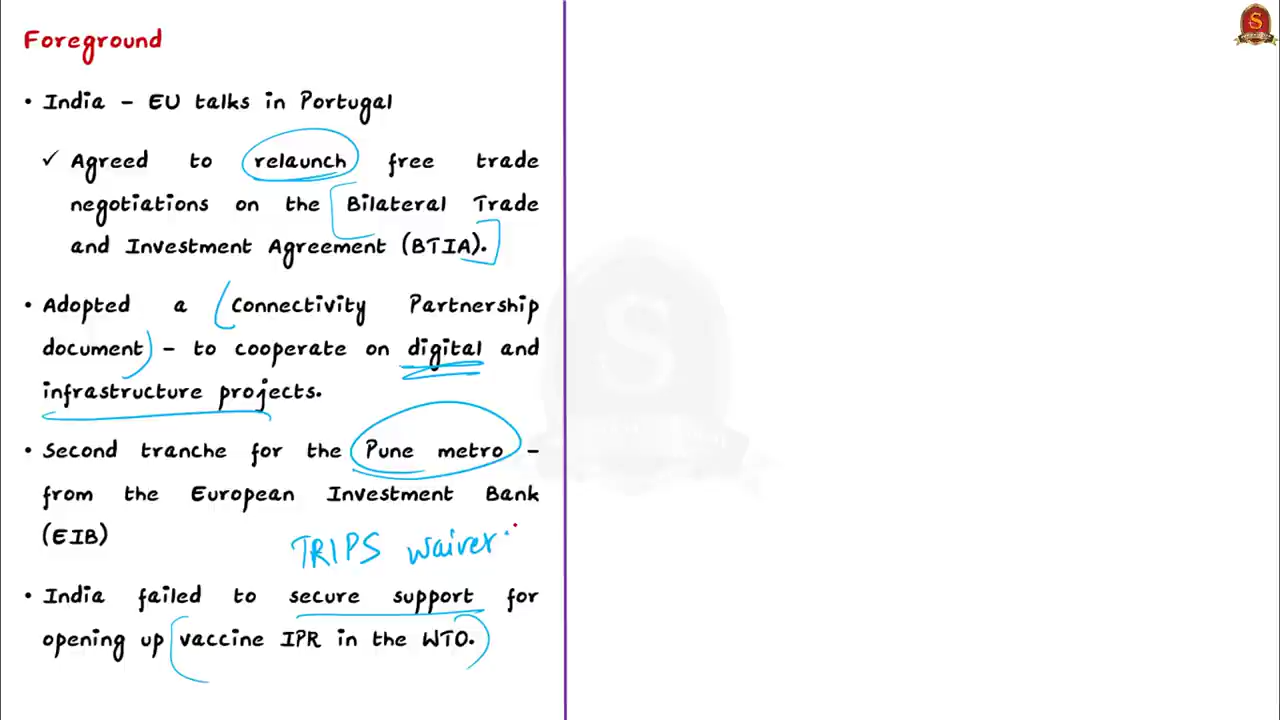 Foreground
• India - EU talks in Portugal
✓ Agreed to relaunch free trade
negotiations on the Bilateral Trade
and Investment Agreement (BTIA).
• Adopted a Connectivity Partnership
document - to cooperate on digital and
infrastructure projects.
• Second tranche for the Pune metro -
from the European Investment Bank
(EIB)
TRIPS waiver
• India failed to secure support for
opening up vaccine IPR in the WTO.
S
S